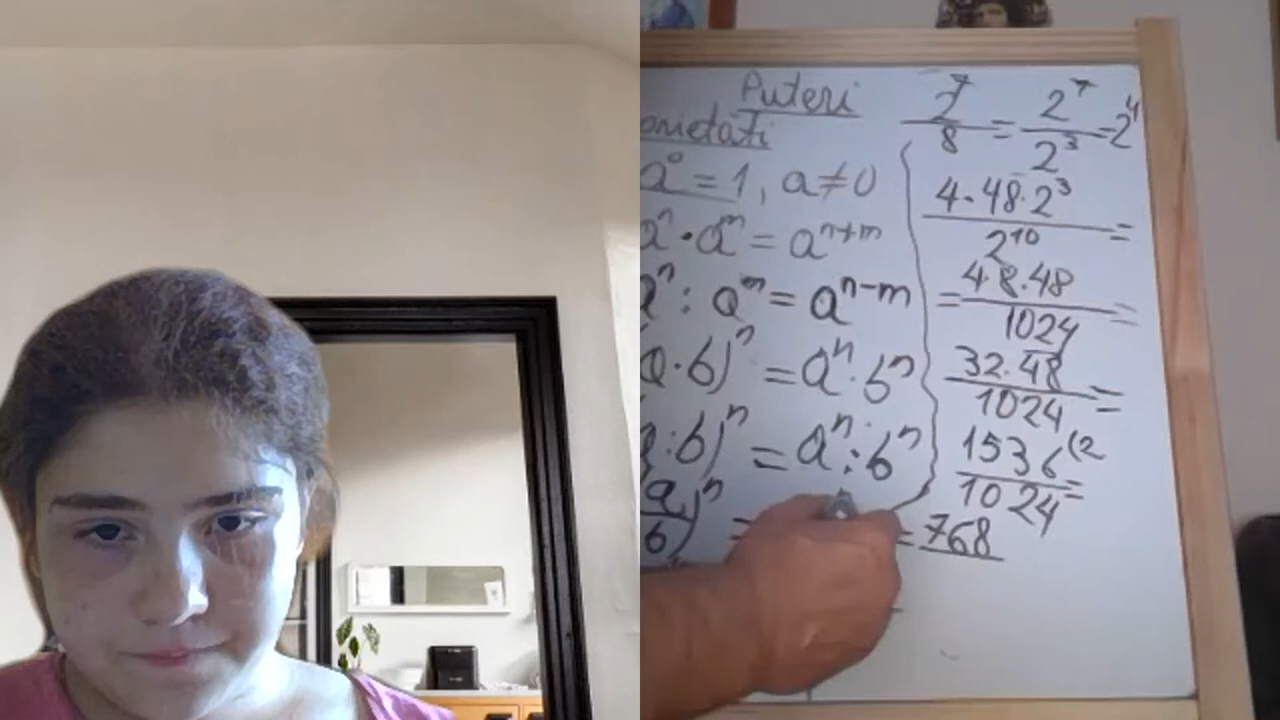 Puteri
a⁰ = 1, a ≠ 0
aⁿ · aᵐ = aⁿ⁺ᵐ
aⁿ : aᵐ = aⁿ⁻ᵐ
(a · b)ⁿ = aⁿ · bⁿ
(a : b)ⁿ = aⁿ : bⁿ
(a/b)ⁿ =
2⁷/8 = 2⁷/2³ = 2⁴
4 · 48 · 2³/2¹⁰ =
= 4 · 8 · 48/1024 =
32 · 48/1024 =
1536/1024 (2 =
= 768